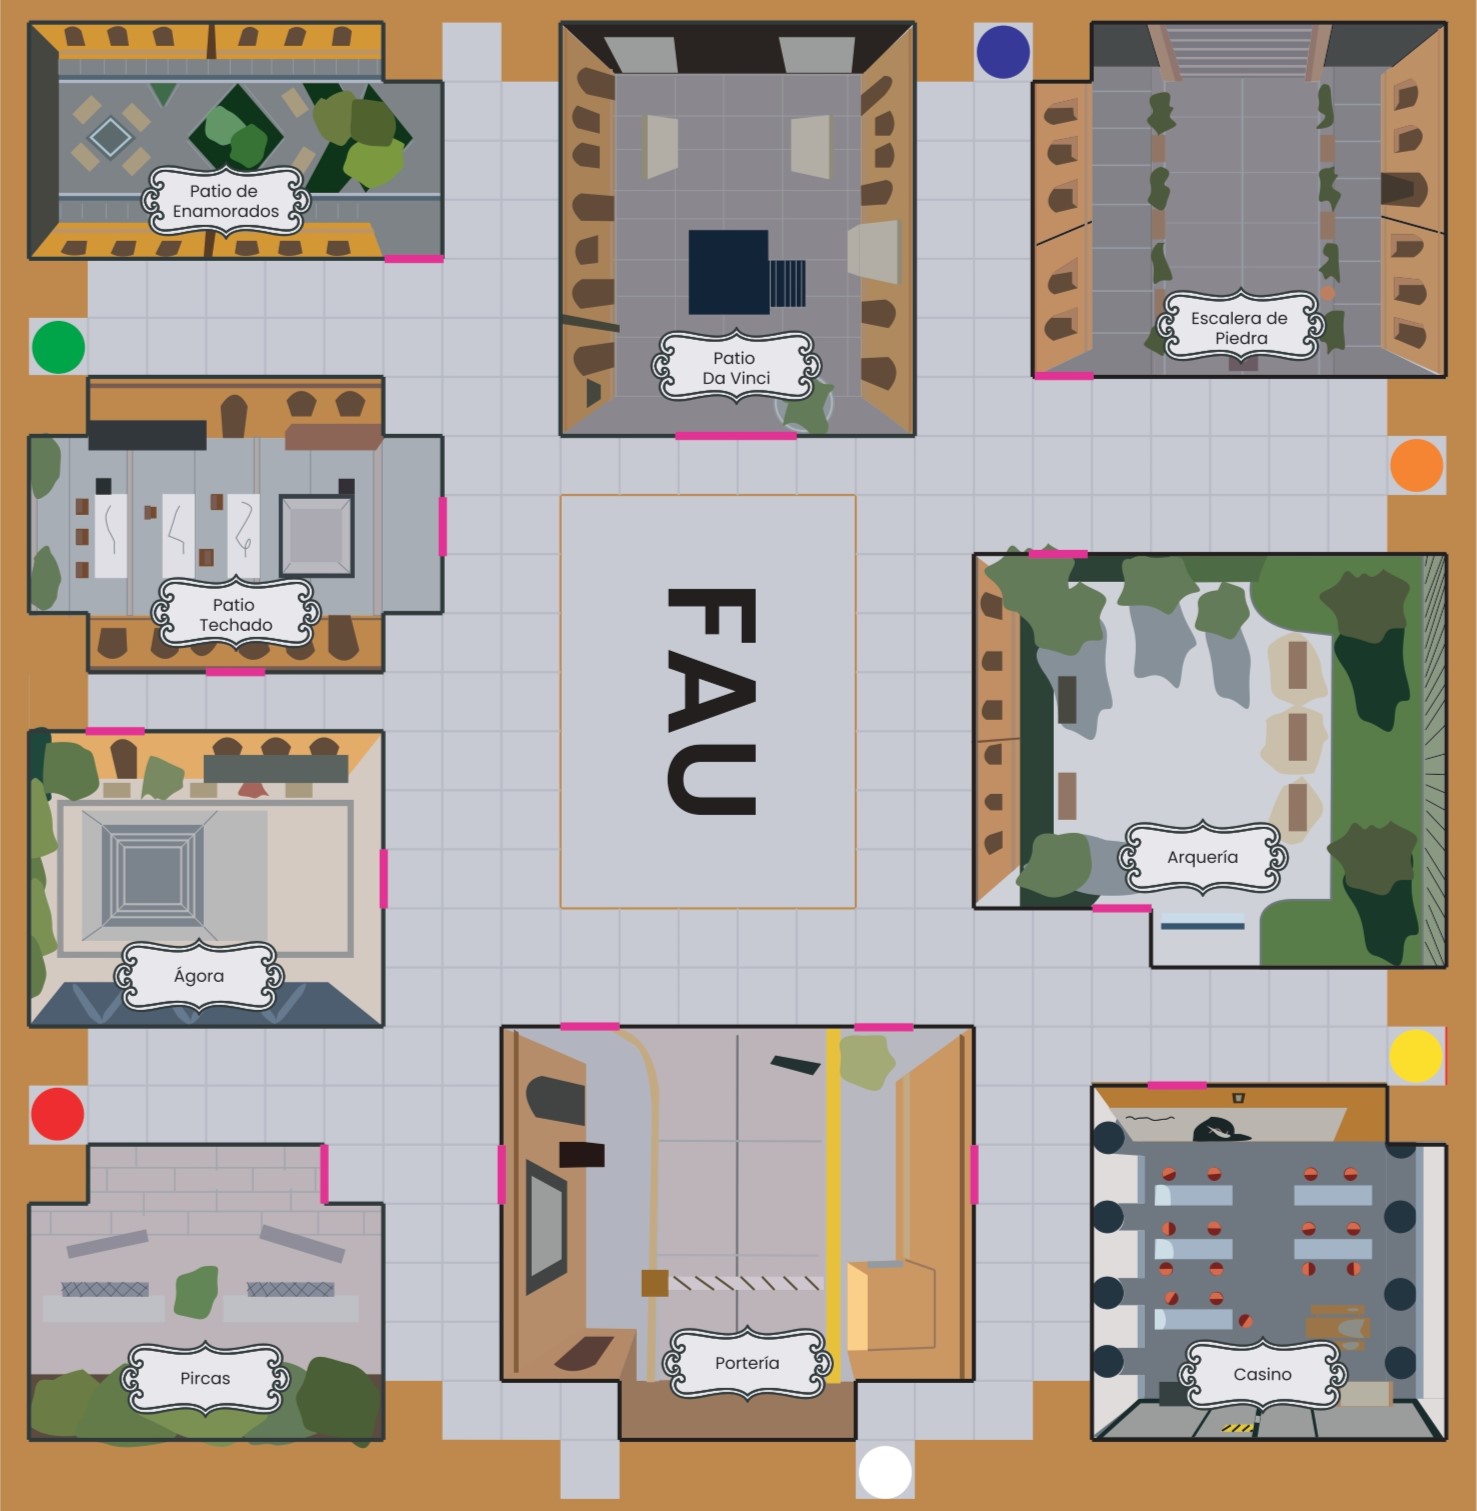 Patio de
Enamorados
Patio
Da Vinci
Escalera de
Piedra
Patio
Techado
FAU
Arquería
Ágora
Portería
Pircas
Casino